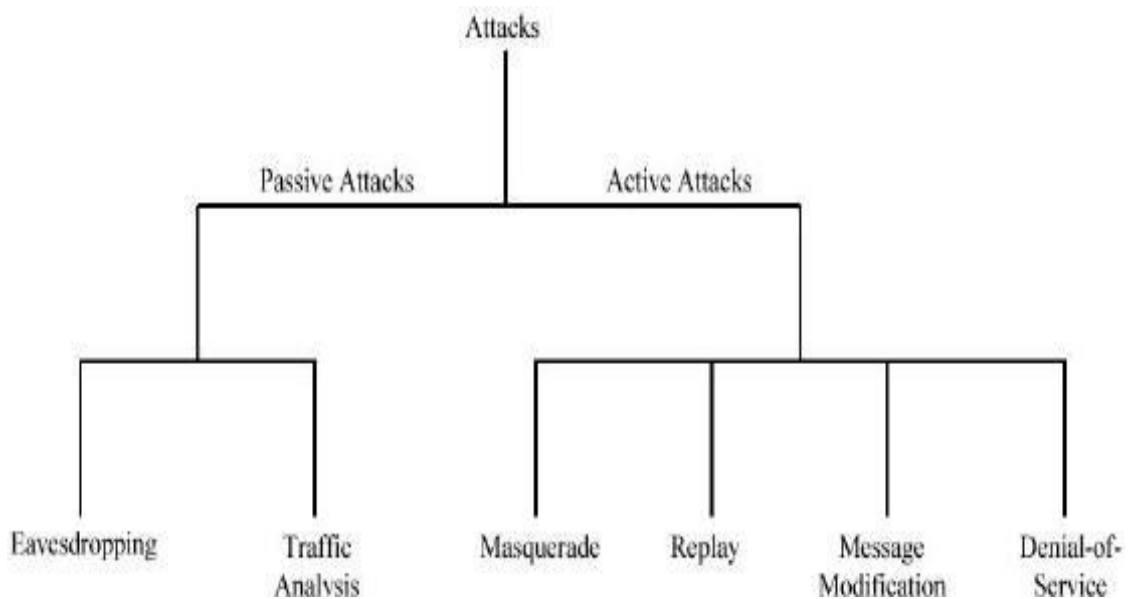 Attacks
Passive Attacks
Active Attacks
Eavesdropping
Traffic
Analysis
Masquerade
Replay
Message
Modification
Denial-of-
Service